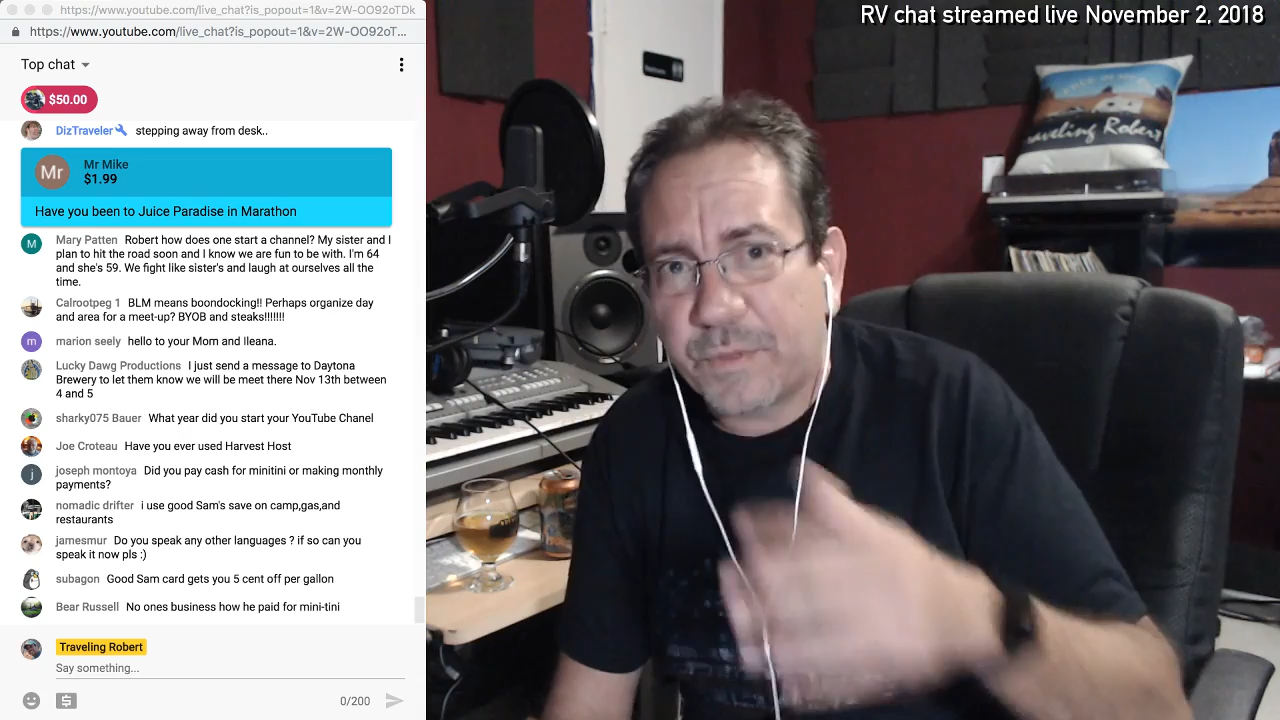 https://www.youtube.com/live_chat?is_popout=1&v=2W-OO92oTDk
https://www.youtube.com/live_chat?is_popout=1&v=2W-OO92oT...
RV chat streamed live November 2, 2018
Top chat
$50.00
DizTraveler stepping away from desk..
Mr
Mr Mike
$1.99
Have you been to Juice Paradise in Marathon
M
Mary Patten Robert how does one start a channel? My sister and I
plan to hit the road soon and I know we are fun to be with. I'm 64
and she's 59. We fight like sister's and laugh at ourselves all the
time.
Calrootpeg 1 BLM means boondocking!! Perhaps organize day
and area for a meet-up? BYOB and steaks!!!!!!!
m
marion seely hello to your Mom and Ileana.
Lucky Dawg Productions I just send a message to Daytona
Brewery to let them know we will be meet there Nov 13th between
4 and 5
sharky075 Bauer What year did you start your YouTube Chanel
Joe Croteau Have you ever used Harvest Host
j
joseph montoya Did you pay cash for minitini or making monthly
payments?
nomadic drifter i use good Sam's save on camp,gas,and
restaurants
jamesmur Do you speak any other languages ? if so can you
speak it now pls :)
subagon Good Sam card gets you 5 cent off per gallon
Bear Russell No ones business how he paid for mini-tini
Traveling Robert
Say something...
0/200
Traveling Robert